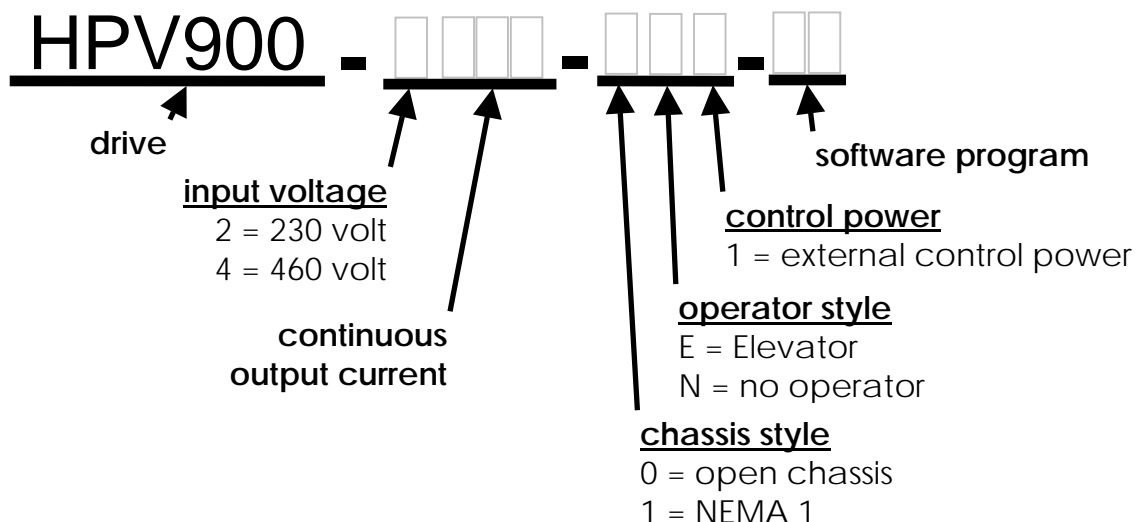 HPV900 - -  -
drive
input voltage
2 = 230 volt
4 = 460 volt
continuous
output current
software program
control power
1 = external control power
operator style
E = Elevator
N = no operator
chassis style
0 = open chassis
1 = NEMA 1